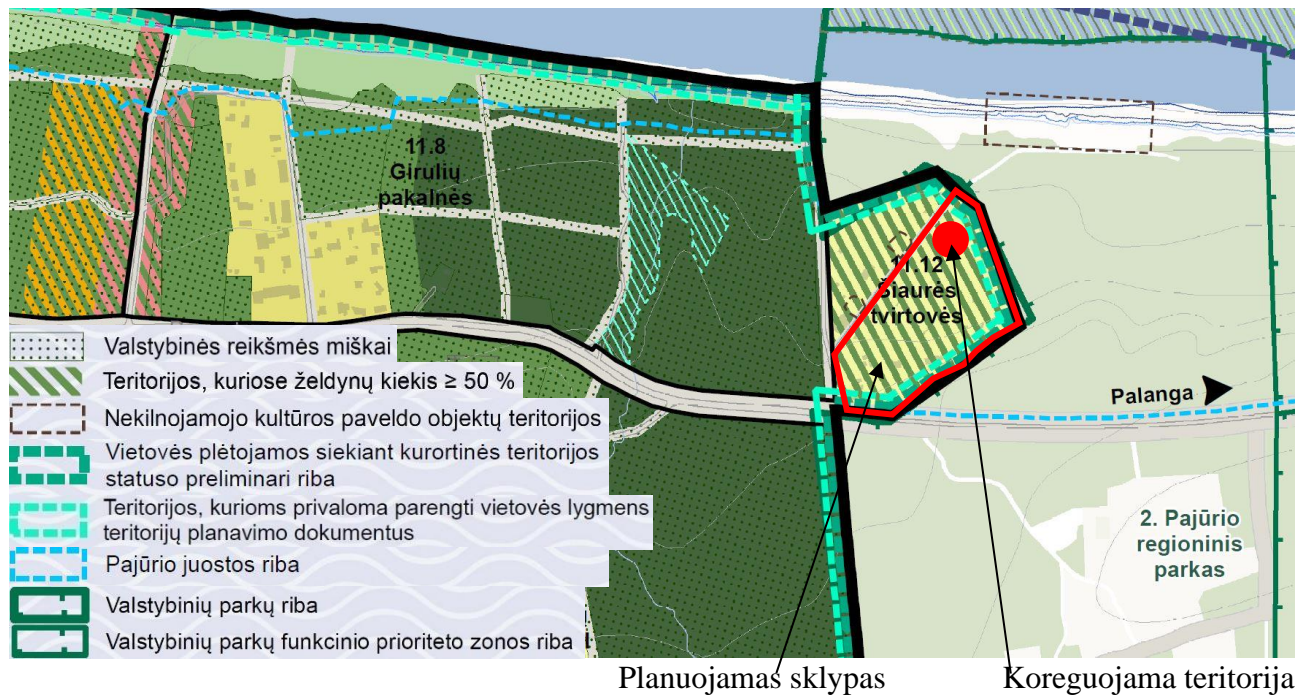 11.8
Girulių
pakalnės
11.12
Šiaurės
tvirtovės
Palanga
2. Pajūrio
regioninis
parkas
Valstybinės reikšmės miškai
Teritorijos, kuriose želdynų kiekis ≥ 50 %
Nekilnojamojo kultūros paveldo objektų teritorijos
Vietovės plėtojamos siekiant kurortinės teritorijos
statuso preliminari riba
Teritorijos, kurioms privaloma parengti vietovės lygmens
teritorijų planavimo dokumentus
Pajūrio juostos riba
Valstybinių parkų riba
Valstybinių parkų funkcinio prioriteto zonos riba
Planuojamas sklypas
Koreguojama teritorija